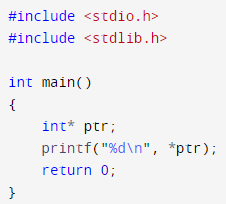 #include <stdio.h>
#include <stdlib.h>

int main()
{
    int* ptr;
    printf("%d\n", *ptr);
    return 0;
}